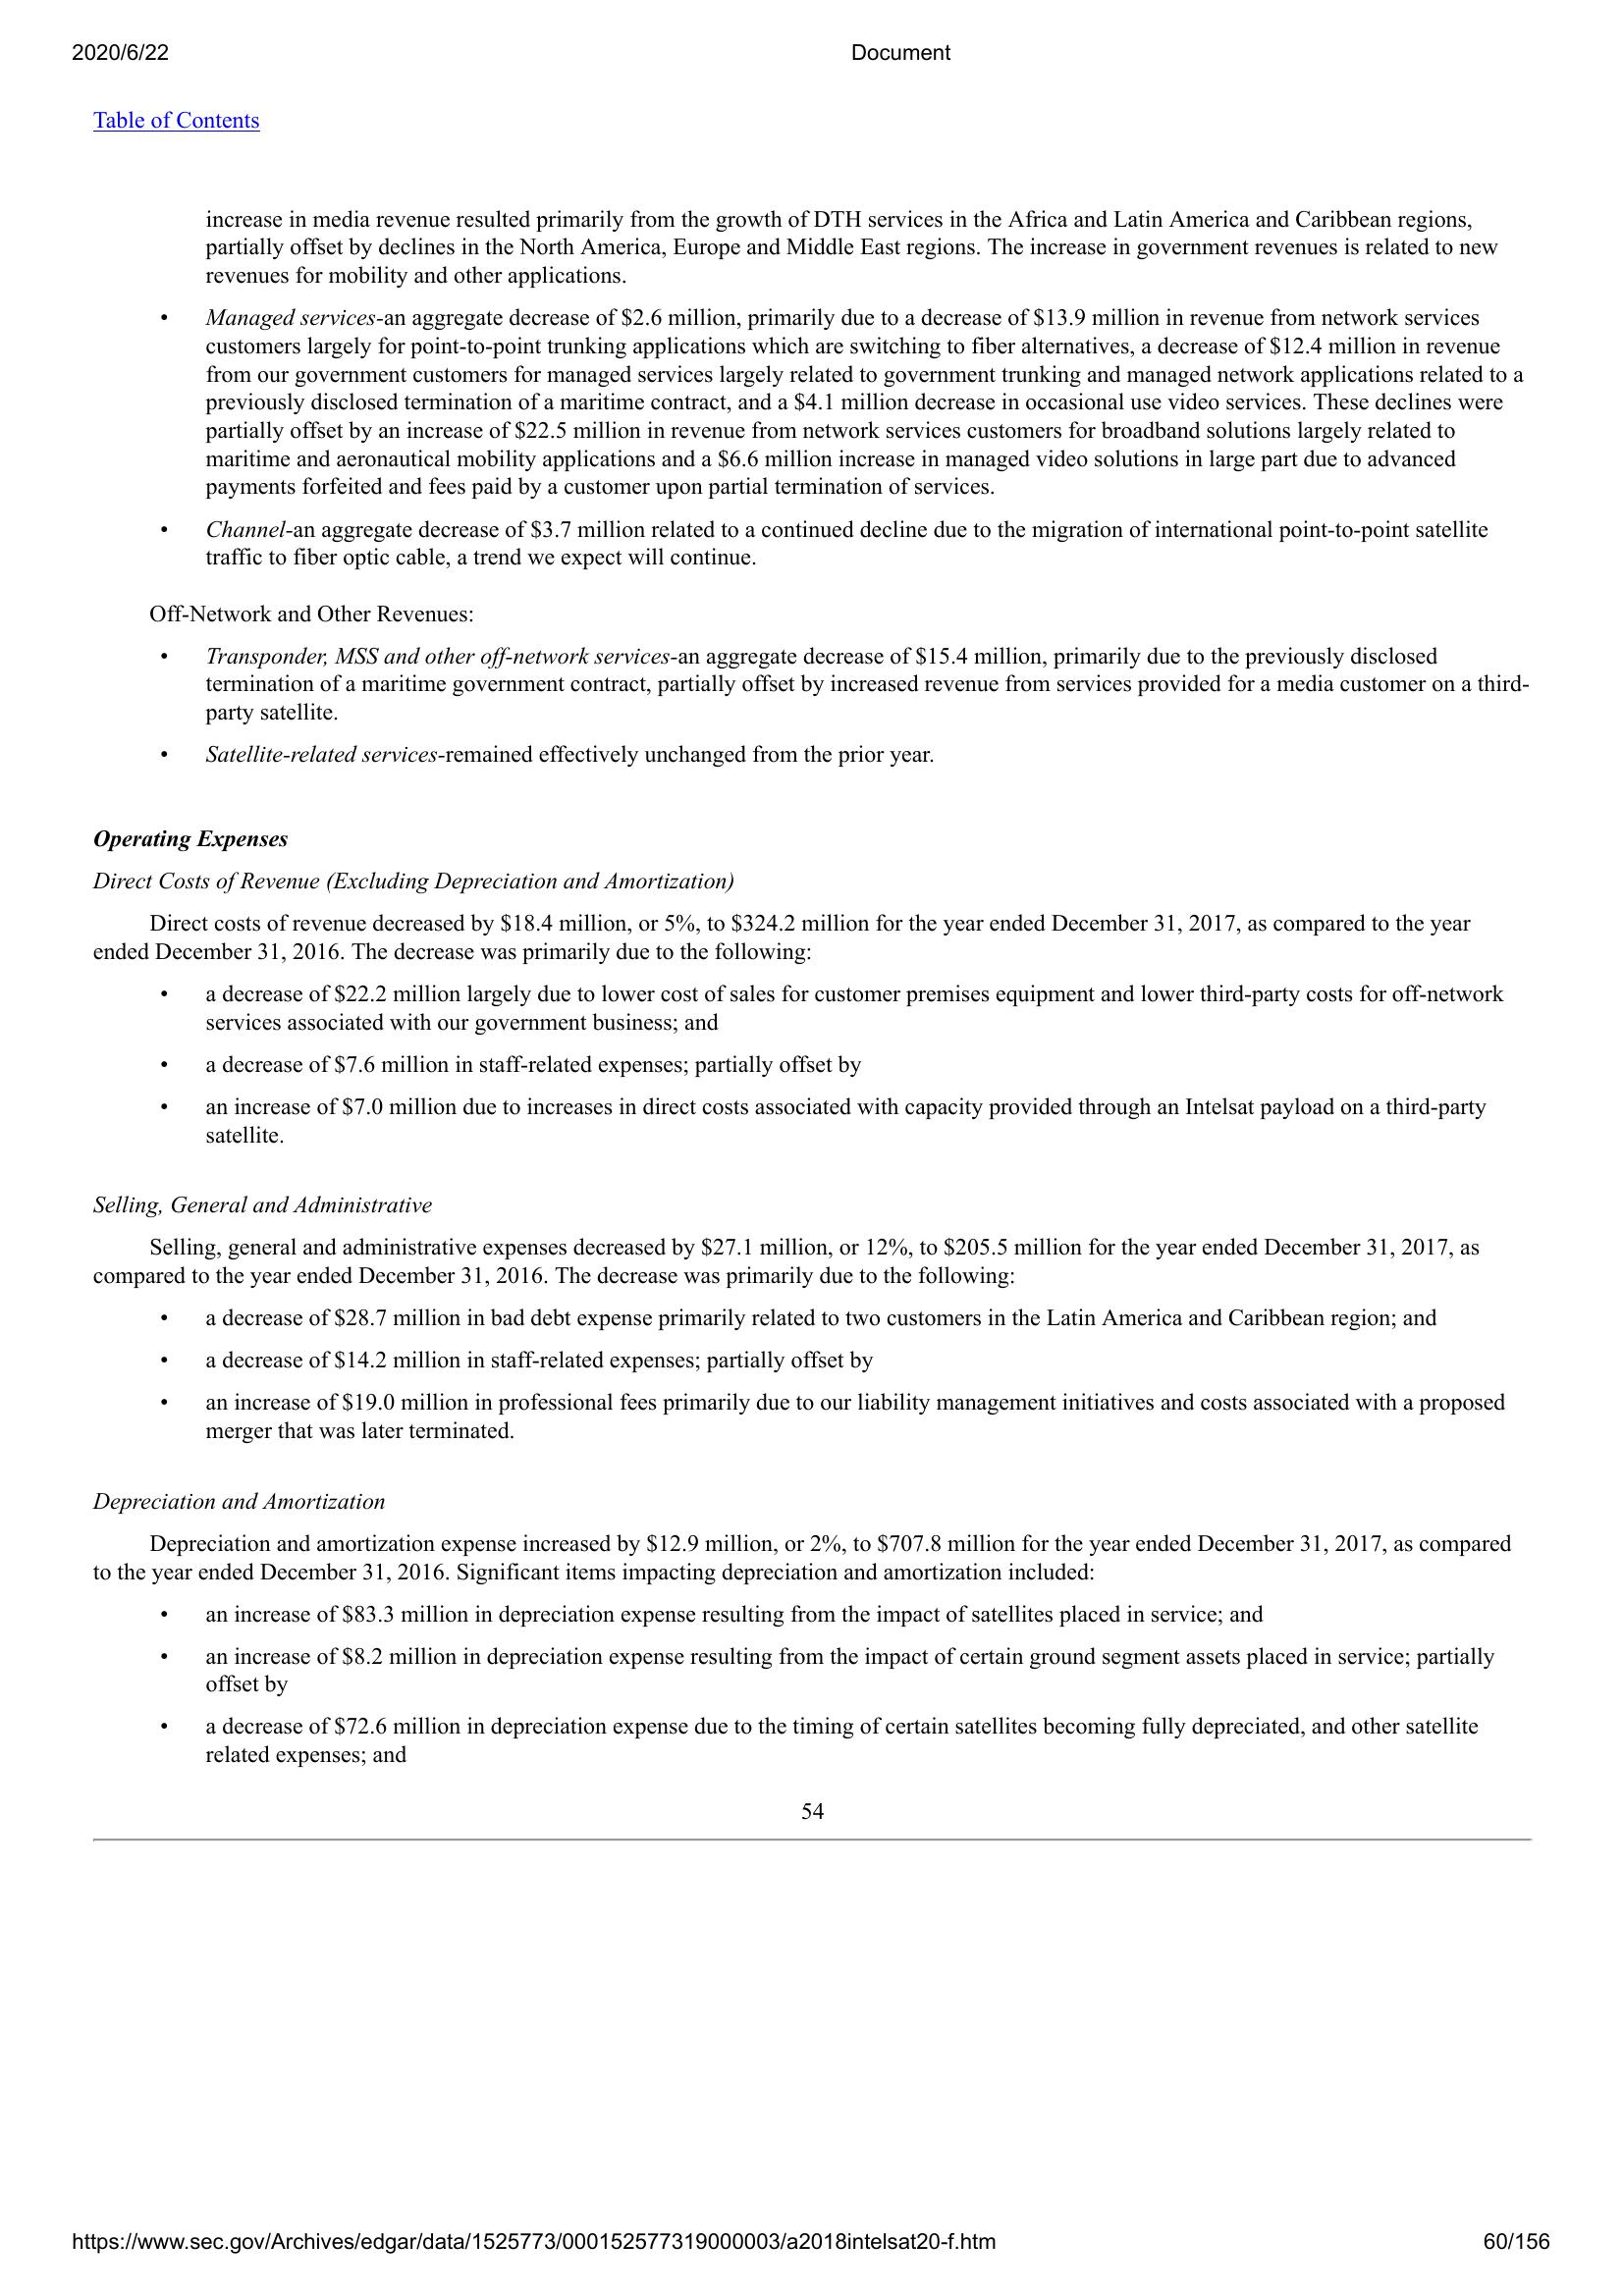 2020/6/22
Document
Table of Contents
increase in media revenue resulted primarily from the growth of DTH services in the Africa and Latin America and Caribbean regions,
partially offset by declines in the North America, Europe and Middle East regions. The increase in government revenues is related to new
revenues for mobility and other applications.
• Managed services-an aggregate decrease of $2.6 million, primarily due to a decrease of $13.9 million in revenue from network services
customers largely for point-to-point trunking applications which are switching to fiber alternatives, a decrease of $12.4 million in revenue
from our government customers for managed services largely related to government trunking and managed network applications related to a
previously disclosed termination of a maritime contract, and a $4.1 million decrease in occasional use video services. These declines were
partially offset by an increase of $22.5 million in revenue from network services customers for broadband solutions largely related to
maritime and aeronautical mobility applications and a $6.6 million increase in managed video solutions in large part due to advanced
payments forfeited and fees paid by a customer upon partial termination of services.
• Channel-an aggregate decrease of $3.7 million related to a continued decline due to the migration of international point-to-point satellite
traffic to fiber optic cable, a trend we expect will continue.
Off-Network and Other Revenues:
• Transponder, MSS and other off-network services-an aggregate decrease of $15.4 million, primarily due to the previously disclosed
termination of a maritime government contract, partially offset by increased revenue from services provided for a media customer on a third-
party satellite.
• Satellite-related services-remained effectively unchanged from the prior year.
Operating Expenses
Direct Costs of Revenue (Excluding Depreciation and Amortization)
Direct costs of revenue decreased by $18.4 million, or 5%, to $324.2 million for the year ended December 31, 2017, as compared to the year
ended December 31, 2016. The decrease was primarily due to the following:
• a decrease of $22.2 million largely due to lower cost of sales for customer premises equipment and lower third-party costs for off-network
services associated with our government business; and
• a decrease of $7.6 million in staff-related expenses; partially offset by
• an increase of $7.0 million due to increases in direct costs associated with capacity provided through an Intelsat payload on a third-party
satellite.
Selling, General and Administrative
Selling, general and administrative expenses decreased by $27.1 million, or 12%, to $205.5 million for the year ended December 31, 2017, as
compared to the year ended December 31, 2016. The decrease was primarily due to the following:
• a decrease of $28.7 million in bad debt expense primarily related to two customers in the Latin America and Caribbean region; and
• a decrease of $14.2 million in staff-related expenses; partially offset by
• an increase of $19.0 million in professional fees primarily due to our liability management initiatives and costs associated with a proposed
merger that was later terminated.
Depreciation and Amortization
Depreciation and amortization expense increased by $12.9 million, or 2%, to $707.8 million for the year ended December 31, 2017, as compared
to the year ended December 31, 2016. Significant items impacting depreciation and amortization included:
• an increase of $83.3 million in depreciation expense resulting from the impact of satellites placed in service; and
• an increase of $8.2 million in depreciation expense resulting from the impact of certain ground segment assets placed in service; partially
offset by
• a decrease of $72.6 million in depreciation expense due to the timing of certain satellites becoming fully depreciated, and other satellite
related expenses; and
54
https://www.sec.gov/Archives/edgar/data/1525773/000152577319000003/a2018intelsat20-f.htm
60/156